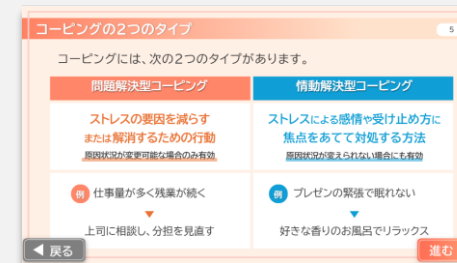 コーピングの2つのタイプ
5
コーピングには、次の2つのタイプがあります。
問題解決型コーピング
ストレスの要因を減らす
または解消するための行動
原因状況が変更可能な場合のみ有効
例 仕事量が多く残業が続く
▼
上司に相談し、分担を見直す
情動解決型コーピング
ストレスによる感情や受け止め方に
焦点をあてて対処する方法
原因状況が変えられない場合にも有効
例 プレゼンの緊張で眠れない
▼
好きな香りのお風呂でリラックス
◀ 戻る
進む